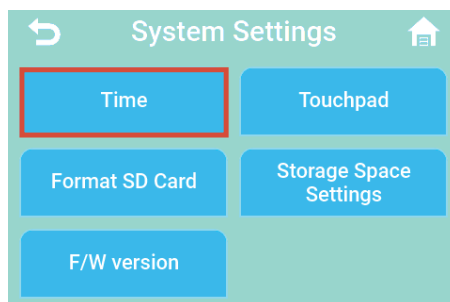 System Settings
Time
Touchpad
Format SD Card
Storage Space
Settings
F/W version